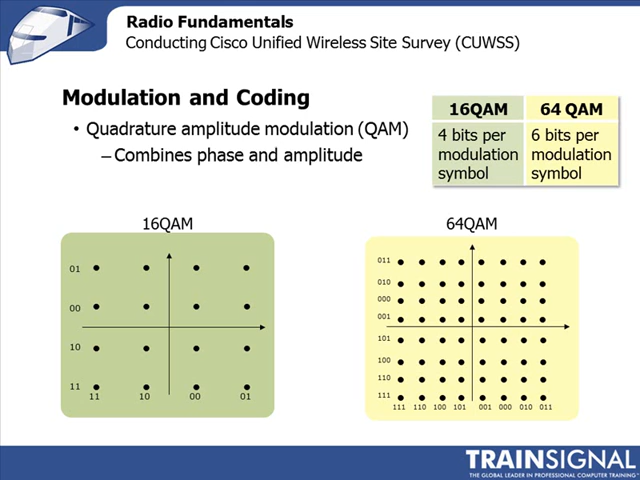 Radio Fundamentals
Conducting Cisco Unified Wireless Site Survey (CUWSS)
Modulation and Coding
• Quadrature amplitude modulation (QAM)
– Combines phase and amplitude
16QAM 64 QAM
4 bits per modulation symbol
6 bits per modulation symbol
16QAM
01
00
10
11
11 10 00 01
64QAM
011
010
000
001
101
100
110
111
111 110 100 101 001 000 010 011
TRAINSIGNAL
THE GLOBAL LEADER IN PROFESSIONAL COMPUTER TRAINING